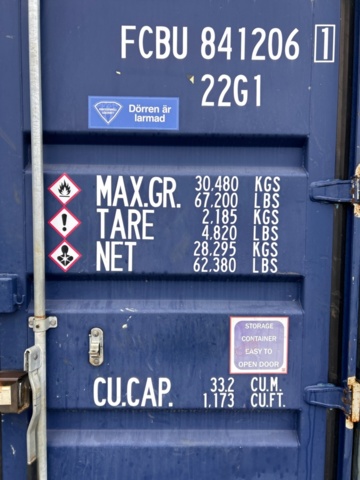 FCBU 841206 1
22G1
Dörren är
larmad
MAX.GR. 30.480 KGS
67.200 LBS
TARE 2.185 KGS
4.820 LBS
NET 28.295 KGS
62.380 LBS
STORAGE
CONTAINER
EASY TO
OPEN DOOR
CU.CAP. 33.2 CU.M.
1.173 CU.FT.